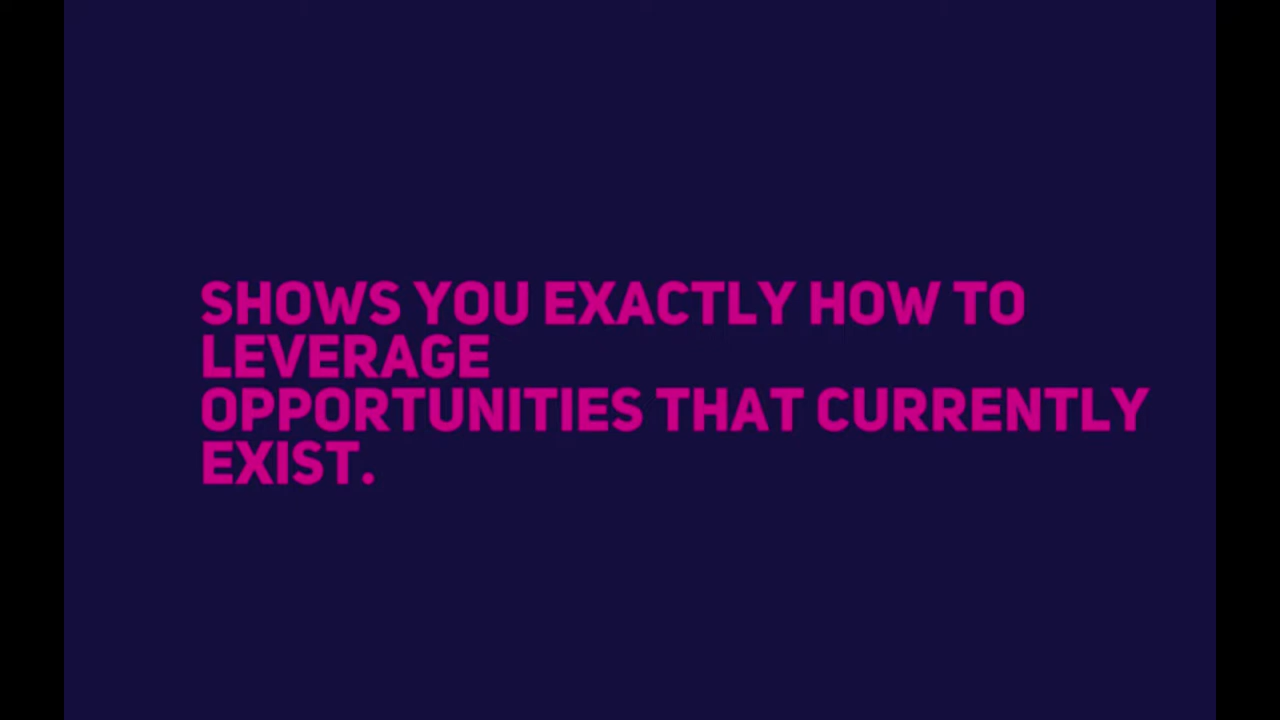 SHOWS YOU EXACTLY HOW TO
LEVERAGE
OPPORTUNITIES THAT CURRENTLY
EXIST.